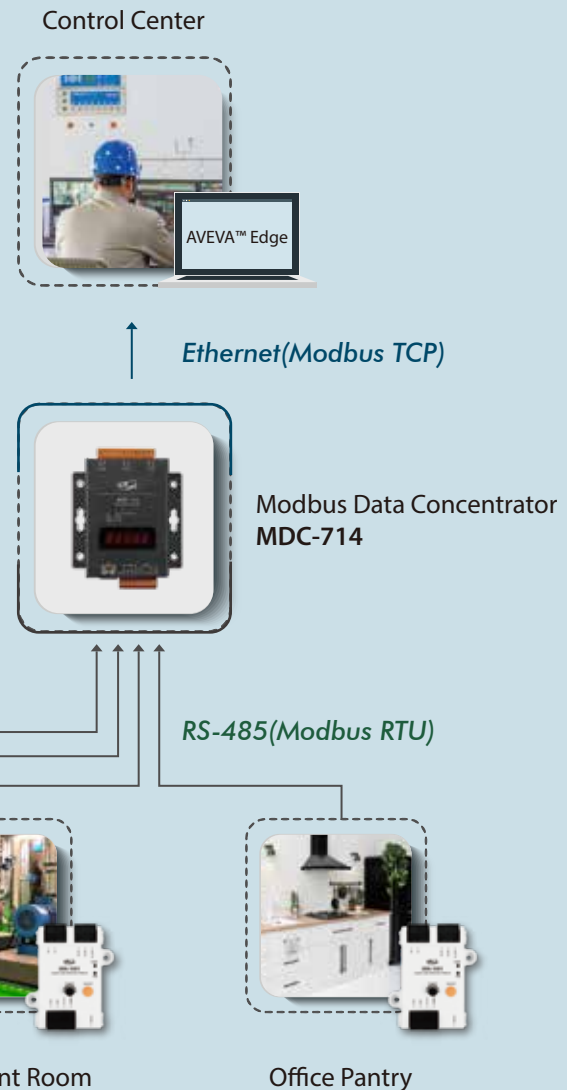 Control Center
AVEVA™ Edge
Ethernet(Modbus TCP)
Modbus Data Concentrator
MDC-714
RS-485(Modbus RTU)
nt Room
Office Pantry